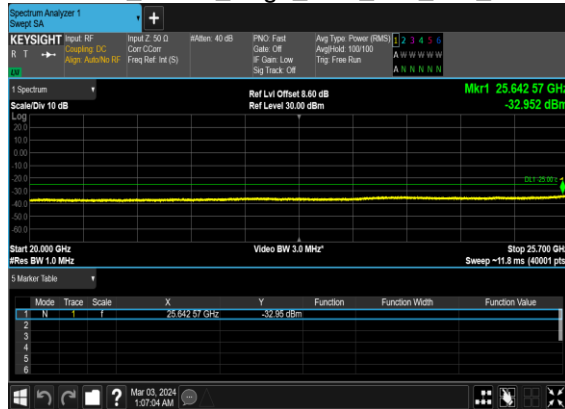 Spectrum Analyzer 1
Swept SA
+
KEYSIGHT Input: RF Input Z: 50 Ω #Atten: 40 dB PNO: Fast Avg Type: Power (RMS) 1 2 3 4 5 6
R T Coupling: DC Corr CCorr Gate: Off Avg|Hold: 100/100 A W W W W W
Align: Auto/No RF Freq Ref: Int (S) IF Gain: Low Trig: Free Run
LW Sig Track: Off A N N N N N
1 Spectrum Ref Lvl Offset 8.60 dB Mkr1 25.642 57 GHz
Scale/Div 10 dB Ref Level 30.00 dBm -32.952 dBm
Log
20.0
10.0
0.00
-10.0
-20.0 DL1 -25.00
-30.0
-40.0
-50.0
-60.0
Start 20.000 GHz Video BW 3.0 MHz* Stop 25.700 GHz
#Res BW 1.0 MHz Sweep ~11.8 ms (40001 pts)
5 Marker Table
Mode Trace Scale X Y Function Function Width Function Value
1 N 1 f 25.642 57 GHz -32.95 dBm
2
3
4
5
6
? Mar 03, 2024
1:07:04 AM